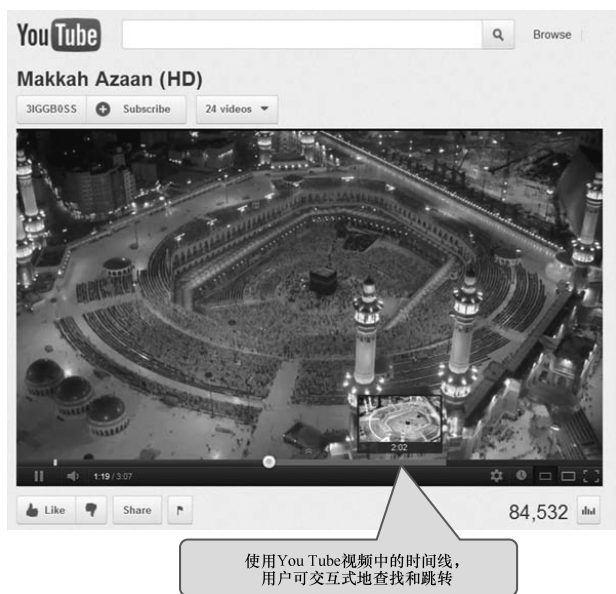 YouTube
Browse
Makkah Azaan (HD)
3IGGB0SS Subscribe 24 videos
2:02
1:19 / 3:07
Like Share 84,532
使用You Tube视频中的时间线，
用户可交互式地查找和跳转